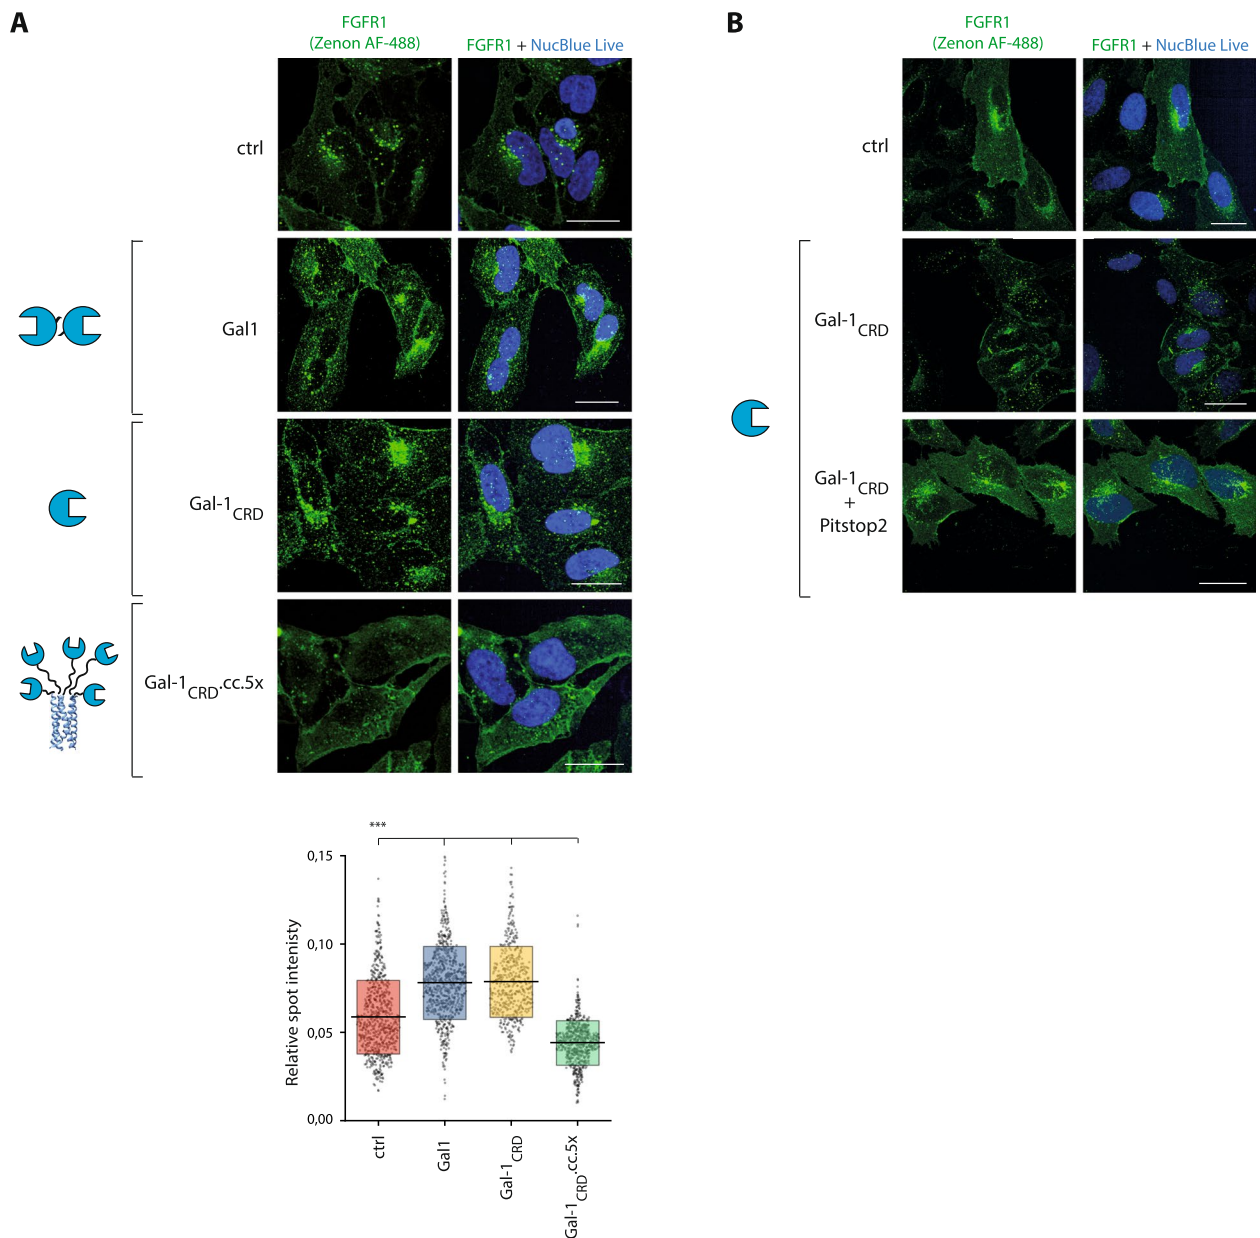 A
FGFR1
(Zenon AF-488)
FGFR1 + NucBlue Live
ctrl
Gal1
Gal-1CRD
Gal-1CRD.cc.5x
***
0,15
0,10
0,05
0,00
Relative spot intenisty
ctrl
Gal1
Gal-1CRD
Gal-1CRD.cc.5x
B
FGFR1
(Zenon AF-488)
FGFR1 + NucBlue Live
ctrl
Gal-1CRD
Gal-1CRD
+
Pitstop2